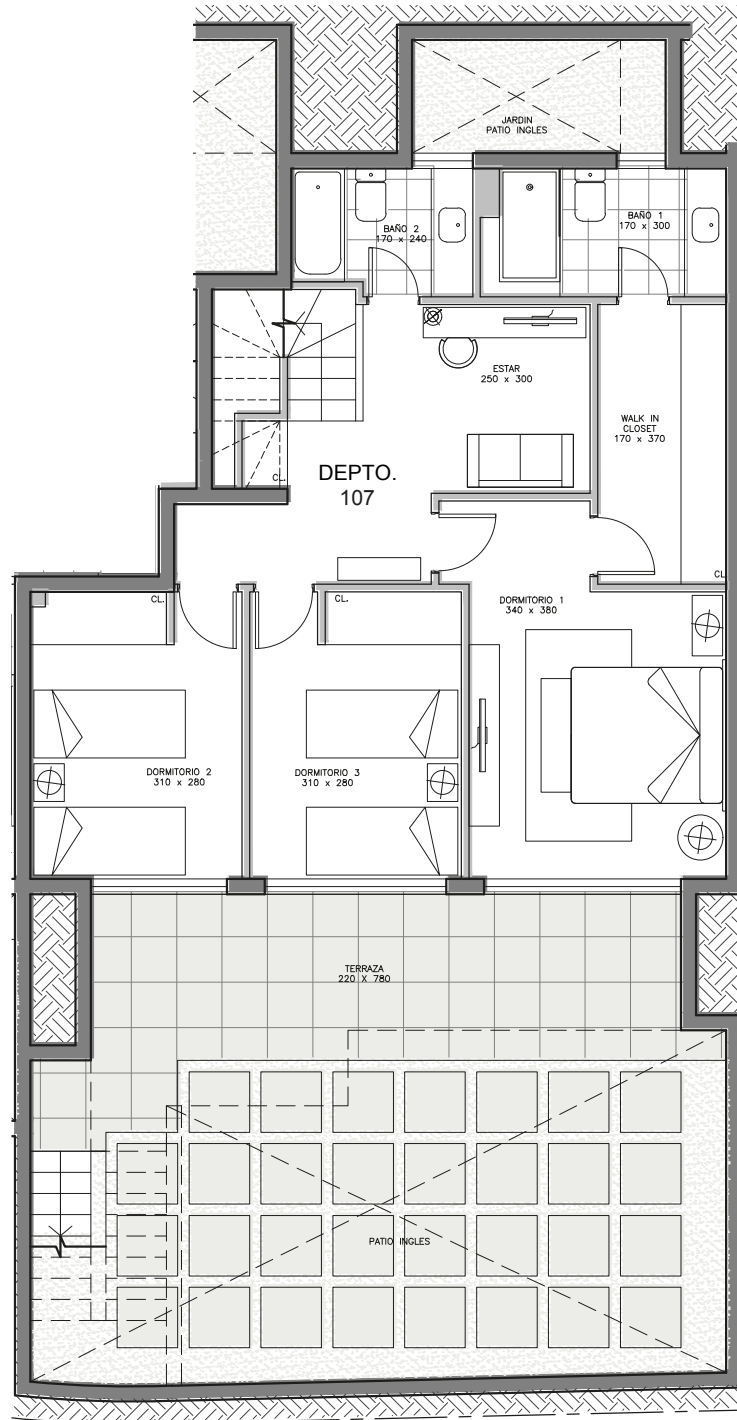 JARDIN
PATIO INGLES
BAÑO 2
170 x 240
BAÑO 1
170 x 300
ESTAR
250 x 300
WALK IN
CLOSET
170 x 370
CL.
DEPTO.
107
CL.
CL.
CL.
DORMITORIO 1
340 x 380
DORMITORIO 2
310 x 280
DORMITORIO 3
310 x 280
TERRAZA
220 X 780
PATIO INGLES